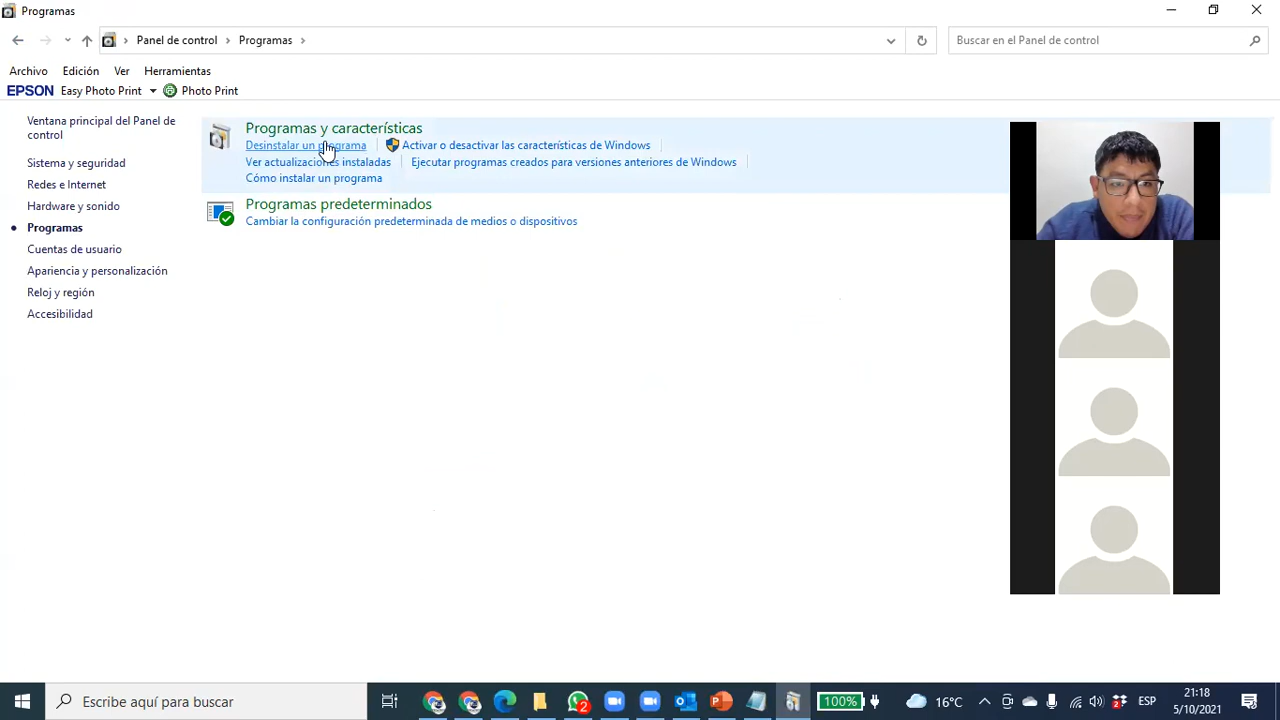 Programas
Panel de control
Programas
Buscar en el Panel de control
Archivo
Edición
Ver
Herramientas
EPSON
Easy Photo Print
Photo Print
Ventana principal del Panel de
control
Sistema y seguridad
Redes e Internet
Hardware y sonido
Programas
Cuentas de usuario
Apariencia y personalización
Reloj y región
Accesibilidad
Programas y características
Desinstalar un programa
Activar o desactivar las características de Windows
Ver actualizaciones instaladas
Ejecutar programas creados para versiones anteriores de Windows
Cómo instalar un programa
Programas predeterminados
Cambiar la configuración predeterminada de medios o dispositivos
Escribe aquí para buscar
2
100%
16°C
ESP
21:18
5/10/2021